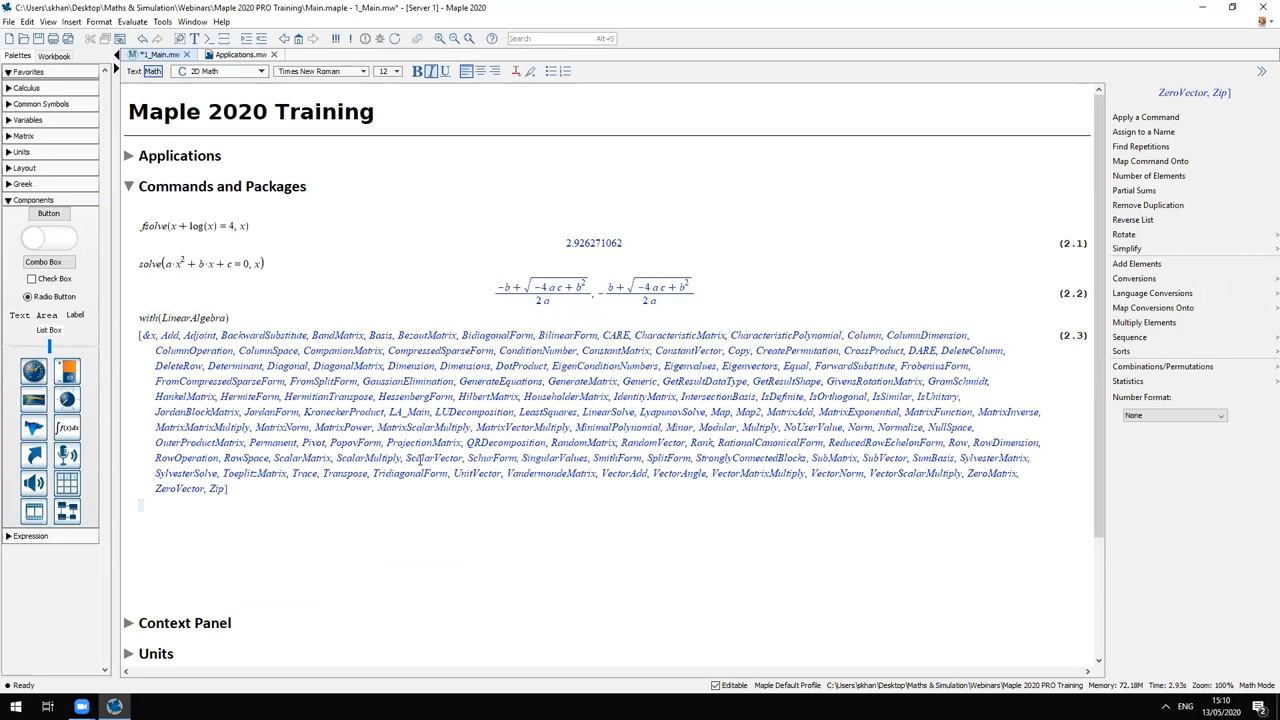 C:\Users\skhan\Desktop\Maths & Simulation\Webinars\Maple 2020 PRO Training\Main.maple - 1_Main.mw* - [Server 1] - Maple 2020
File Edit View Insert Format Evaluate Tools Window Help
Search Alt+S
Palettes Workbook
*1_Main.mw
Applications.mw
Text Math
C 2D Math
Times New Roman
12
B I U
Favorites
Calculus
Common Symbols
Variables
Matrix
Units
Layout
Greek
Components
Button
Combo Box
Check Box
Radio Button
Text Area Label
List Box
Expression
Maple 2020 Training
Applications
Commands and Packages
fsolve(x + log(x) = 4, x)
2.926271062 (2.1)
solve(a·x² + b·x + c = 0, x)
(-b + √(-4 a c + b²))/(2 a), -(b + √(-4 a c + b²))/(2 a) (2.2)
with(LinearAlgebra)
[&x, Add, Adjoint, BackwardSubstitute, BandMatrix, Basis, BezoutMatrix, BidiagonalForm, BilinearForm, CARE, CharacteristicMatrix, CharacteristicPolynomial, Column, ColumnDimension, (2.3)
ColumnOperation, ColumnSpace, CompanionMatrix, CompressedSparseForm, ConditionNumber, ConstantMatrix, ConstantVector, Copy, CreatePermutation, CrossProduct, DARE, DeleteColumn,
DeleteRow, Determinant, Diagonal, DiagonalMatrix, Dimension, Dimensions, DotProduct, EigenConditionNumbers, Eigenvalues, Eigenvectors, Equal, ForwardSubstitute, FrobeniusForm,
FromCompressedSparseForm, FromSplitForm, GaussianElimination, GenerateEquations, GenerateMatrix, Generic, GetResultDataType, GetResultShape, GivensRotationMatrix, GramSchmidt,
HankelMatrix, HermiteForm, HermitianTranspose, HessenbergForm, HilbertMatrix, HouseholderMatrix, IdentityMatrix, IntersectionBasis, IsDefinite, IsOrthogonal, IsSimilar, IsUnitary,
JordanBlockMatrix, JordanForm, KroneckerProduct, LA_Main, LUDecomposition, LeastSquares, LinearSolve, LyapunovSolve, Map, Map2, MatrixAdd, MatrixExponential, MatrixFunction, MatrixInverse,
MatrixMatrixMultiply, MatrixNorm, MatrixPower, MatrixScalarMultiply, MatrixVectorMultiply, MinimalPolynomial, Minor, Modular, Multiply, NoUserValue, Norm, Normalize, NullSpace,
OuterProductMatrix, Permanent, Pivot, PopovForm, ProjectionMatrix, QRDecomposition, RandomMatrix, RandomVector, Rank, RationalCanonicalForm, ReducedRowEchelonForm, Row, RowDimension,
RowOperation, RowSpace, ScalarMatrix, ScalarMultiply, ScalarVector, SchurForm, SingularValues, SmithForm, SplitForm, StronglyConnectedBlocks, SubMatrix, SubVector, SumBasis, SylvesterMatrix,
SylvesterSolve, ToeplitzMatrix, Trace, Transpose, TridiagonalForm, UnitVector, VandermondeMatrix, VectorAdd, VectorAngle, VectorMatrixMultiply, VectorNorm, VectorScalarMultiply, ZeroMatrix,
ZeroVector, Zip]
Context Panel
Units
ZeroVector, Zip]
Apply a Command
Assign to a Name
Find Repetitions
Map Command Onto
Number of Elements
Partial Sums
Remove Duplication
Reverse List
Rotate
Simplify
Add Elements
Conversions
Language Conversions
Map Conversions Onto
Multiply Elements
Sequence
Sorts
Combinations/Permutations
Statistics
Number Format:
None
Ready
Editable Maple Default Profile C:\Users\skhan\Desktop\Maths & Simulation\Webinars\Maple 2020 PRO Training Memory: 72.18M Time: 2.93s Zoom: 100% Math Mode
ENG
15:10
13/05/2020
2